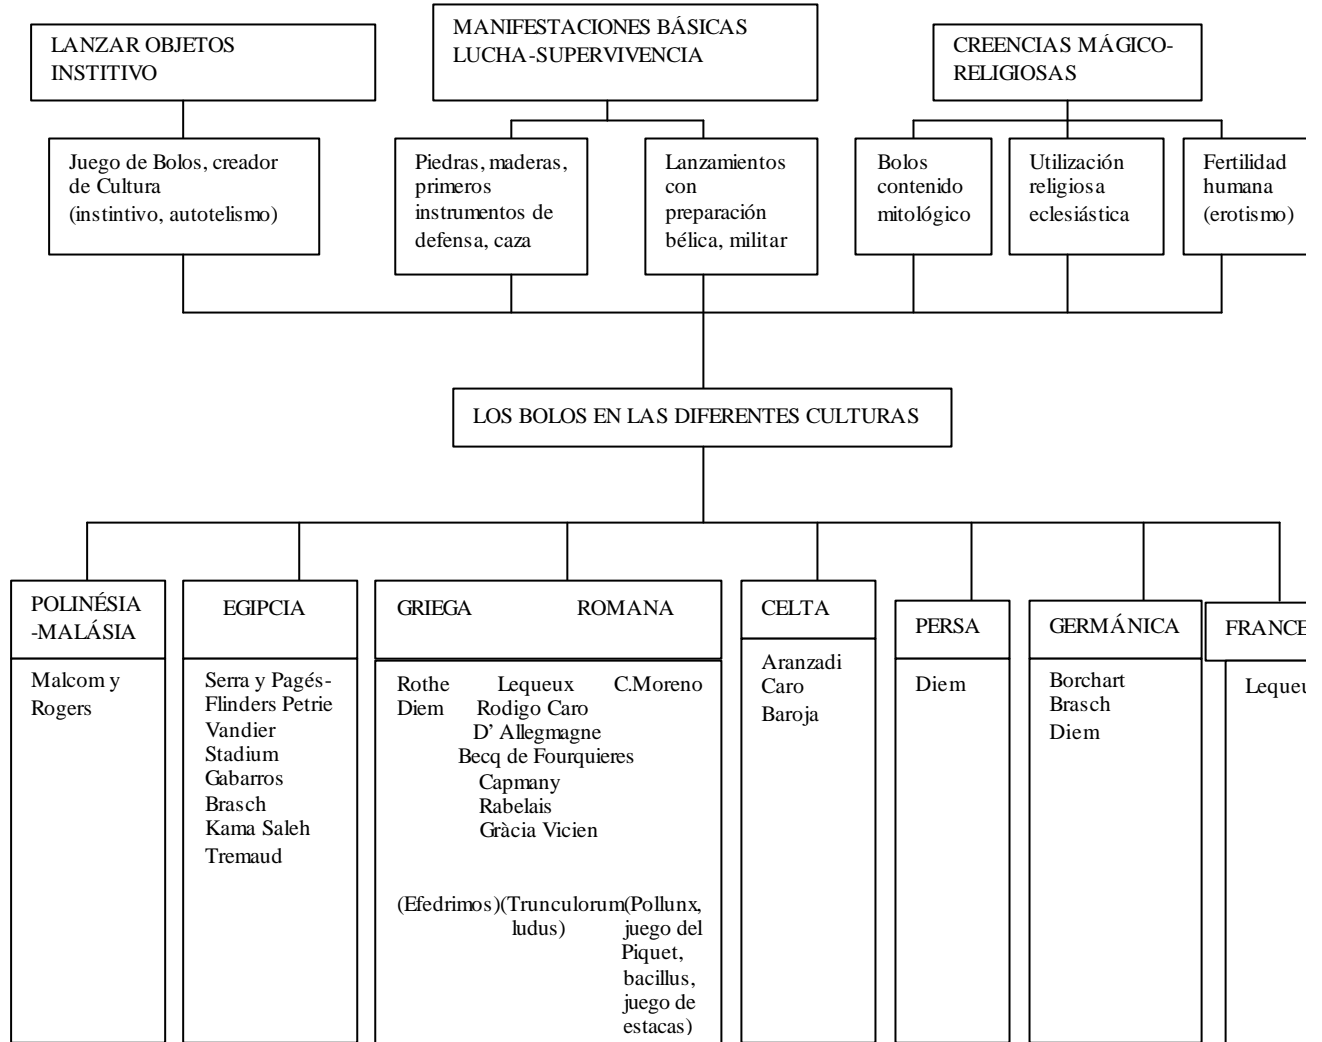 LANZAR OBJETOS
INSTITIVO
MANIFESTACIONES BÁSICAS
LUCHA-SUPERVIVENCIA
CREENCIAS MÁGICO-
RELIGIOSAS
Juego de Bolos, creador
de Cultura
(instintivo, autotelismo)
Piedras, maderas,
primeros
instrumentos de
defensa, caza
Lanzamientos
con
preparación
bélica, militar
Bolos
contenido
mitológico
Utilización
religiosa
eclesiástica
Fertilidad
humana
(erotismo)
LOS BOLOS EN LAS DIFERENTES CULTURAS
POLINÉSIA
-MALÁSIA
Malcom y
Rogers
EGIPCIA
Serra y Pagés-
Flinders Petrie
Vandier
Stadium
Gabarros
Brasch
Kama Saleh
Tremaud
GRIEGA ROMANA
Rothe Lequeux C.Moreno
Diem Rodigo Caro
D' Allegmagne
Becq de Fourquieres
Capmany
Rabelais
Gràcia Vicien
(Efedrimos)(Trunculorum(Pollunx,
ludus) juego del
Piquet,
bacillus,
juego de
estacas)
CELTA
Aranzadi
Caro
Baroja
PERSA
Diem
GERMÁNICA
Borchart
Brasch
Diem
FRANCE
Lequeu